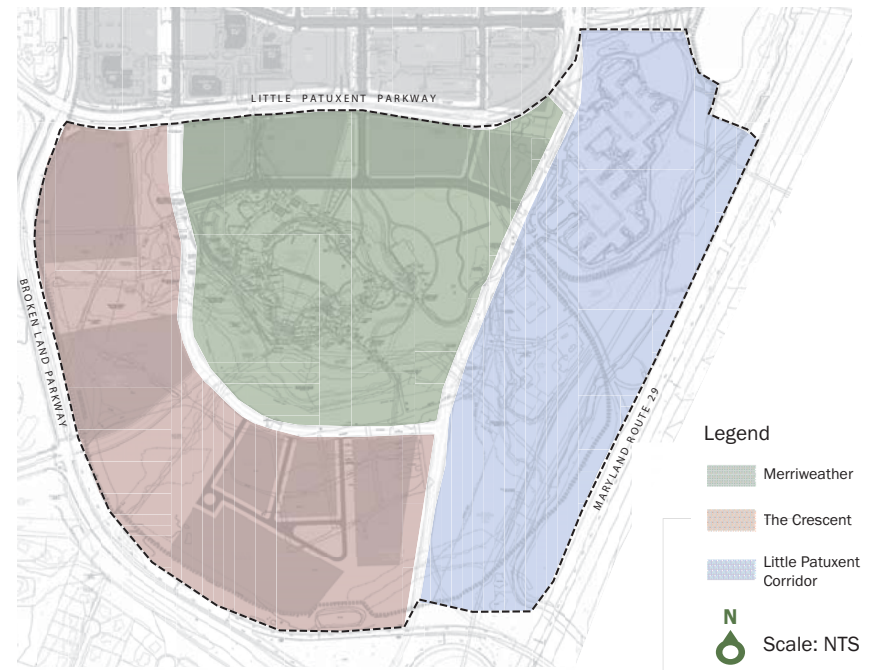 LITTLE PATUXENT PARKWAY
BROKEN LAND PARKWAY
MARYLAND ROUTE 29
Legend
Merriweather
The Crescent
Little Patuxent
Corridor
N
Scale: NTS